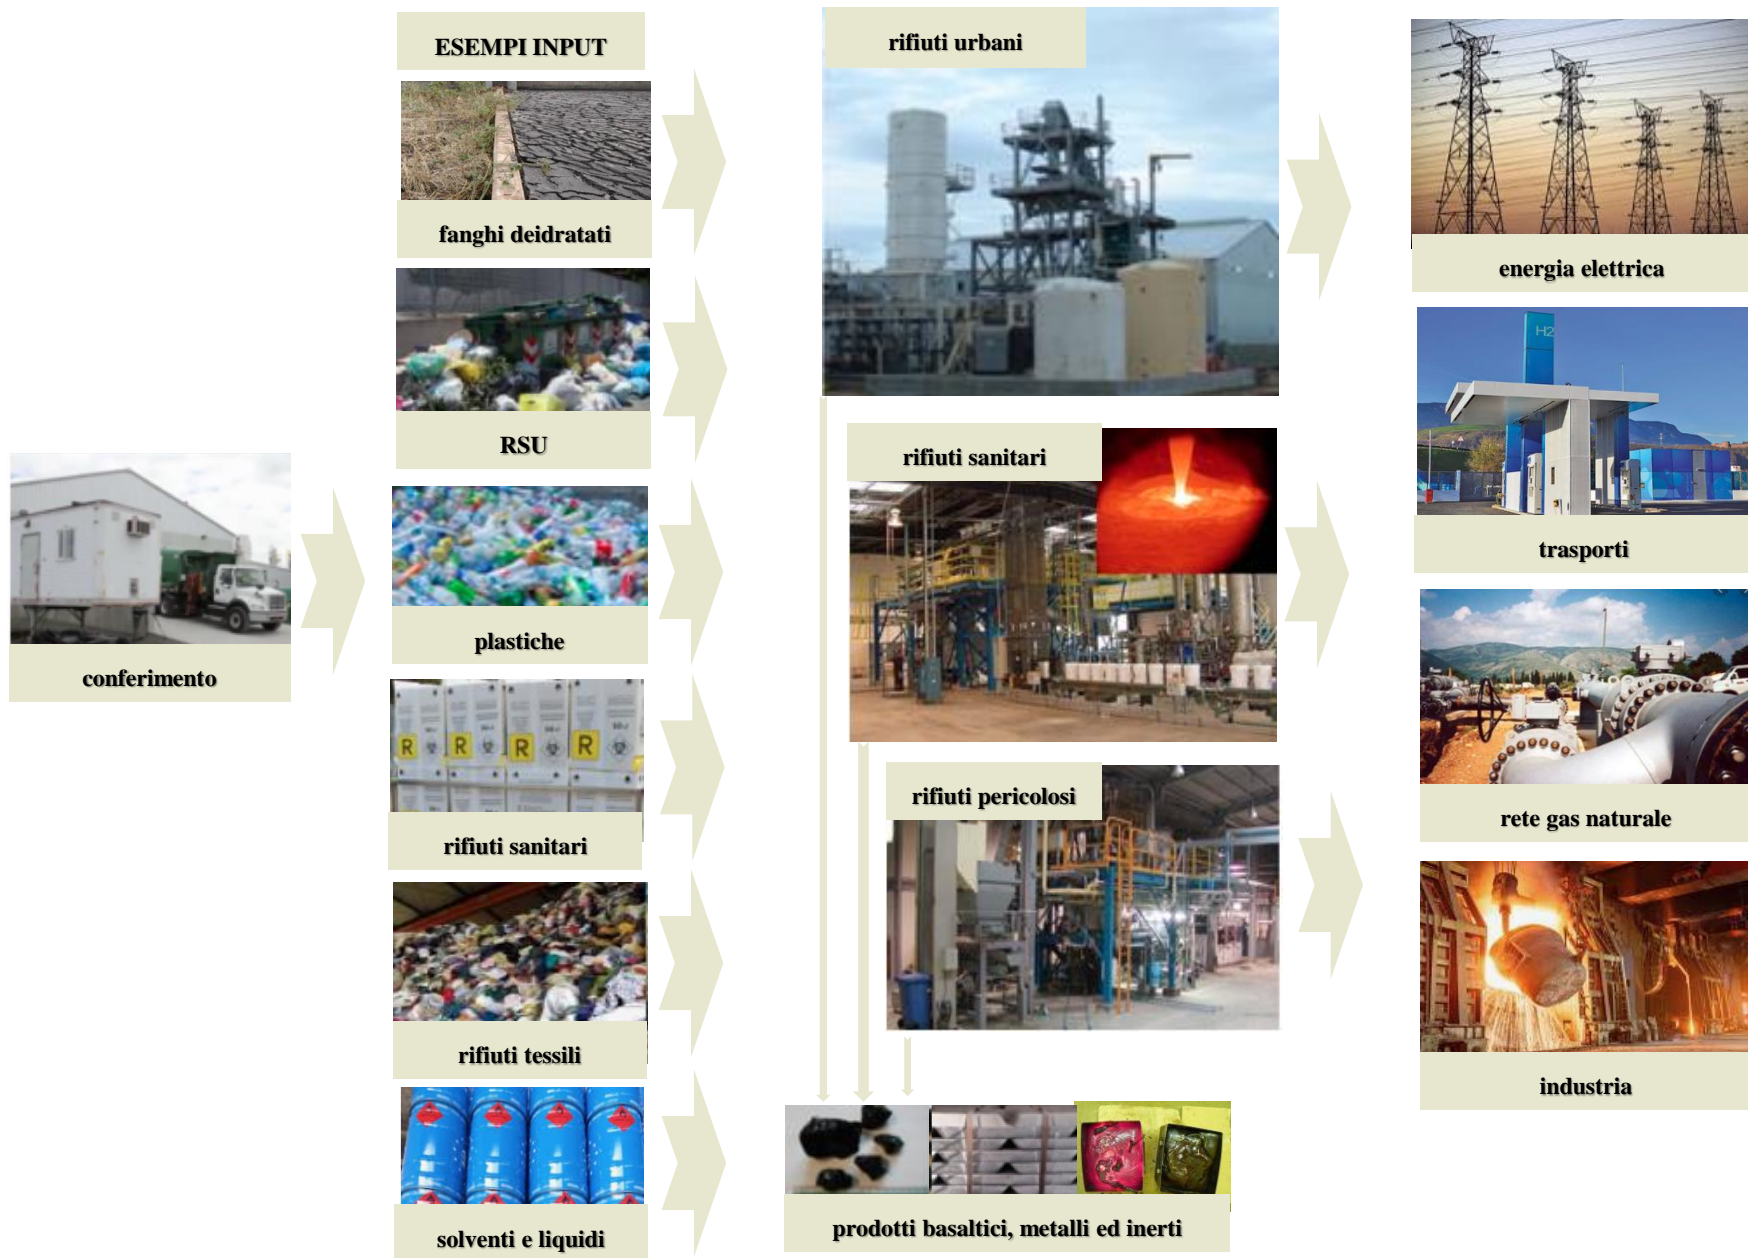 ESEMPI INPUT
fanghi deidratati
RSU
plastiche
conferimento
R
R
R
R
rifiuti sanitari
rifiuti tessili
solventi e liquidi
rifiuti urbani
rifiuti sanitari
rifiuti pericolosi
prodotti basaltici, metalli ed inerti
energia elettrica
H2
trasporti
rete gas naturale
industria